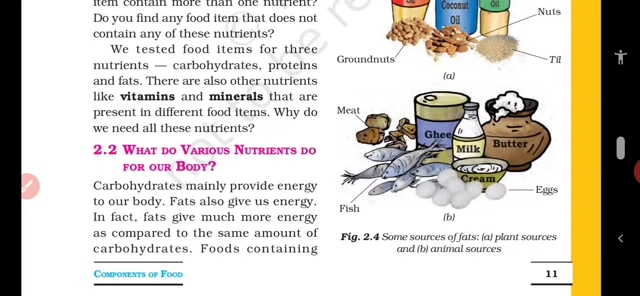 item contain more than one nutrient?
Do you find any food item that does not
contain any of these nutrients?
We tested food items for three
nutrients — carbohydrates, proteins
and fats. There are also other nutrients
like vitamins and minerals that are
present in different food items. Why do
we need all these nutrients?
2.2 WHAT DO VARIOUS NUTRIENTS DO
FOR OUR BODY?
Carbohydrates mainly provide energy
to our body. Fats also give us energy.
In fact, fats give much more energy
as compared to the same amount of
carbohydrates. Foods containing
Oil
Coconut
Oil
Oil
Nuts
Groundnuts
Til
(a)
Meat
Ghee
Milk
Butter
Cream
Eggs
Fish
(b)
Fig. 2.4 Some sources of fats: (a) plant sources
and (b) animal sources
COMPONENTS OF FOOD
11